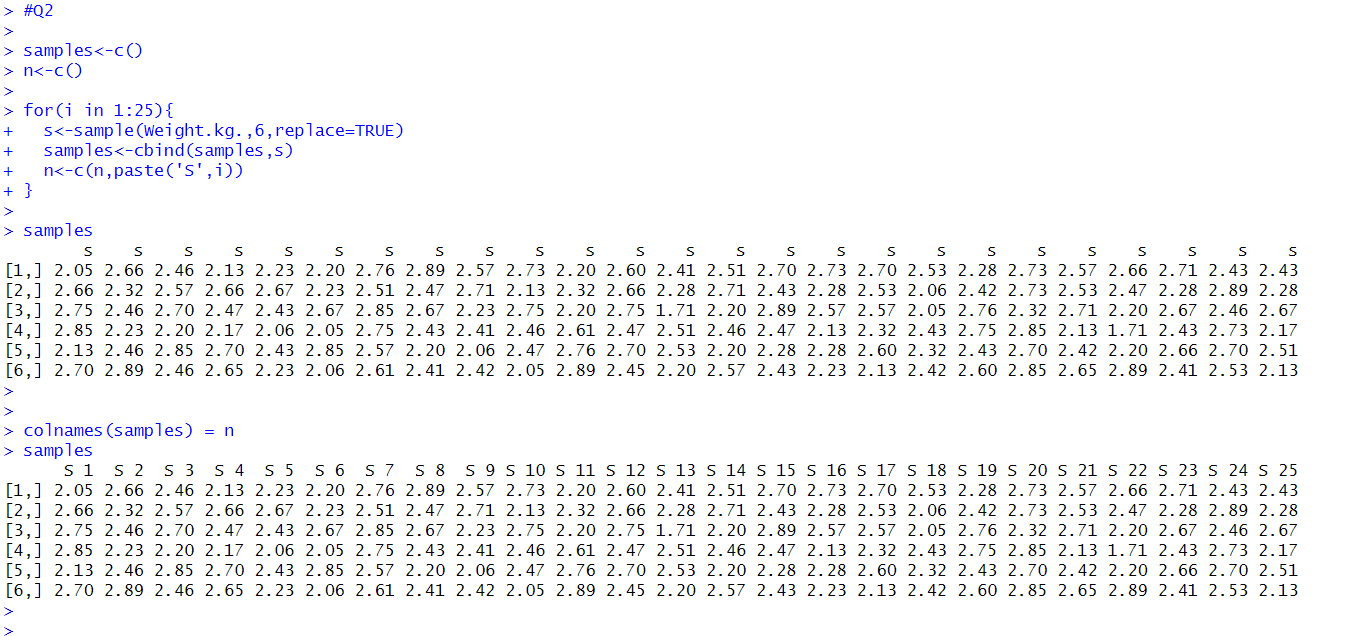 > #Q2
>
> samples<-c()
> n<-c()
>
> for(i in 1:25){
+   s<-sample(Weight.kg.,6,replace=TRUE)
+   samples<-cbind(samples,s)
+   n<-c(n,paste('S',i))
+ }
>
> samples
        s    s    s    s    s    s    s    s    s    s    s    s    s    s    s    s    s    s    s    s    s    s    s    s    s
[1,] 2.05 2.66 2.46 2.13 2.23 2.20 2.76 2.89 2.57 2.73 2.20 2.60 2.41 2.51 2.70 2.73 2.70 2.53 2.28 2.73 2.57 2.66 2.71 2.43 2.43
[2,] 2.66 2.32 2.57 2.66 2.67 2.23 2.51 2.47 2.71 2.13 2.32 2.66 2.28 2.71 2.43 2.28 2.53 2.06 2.42 2.73 2.53 2.47 2.28 2.89 2.28
[3,] 2.75 2.46 2.70 2.47 2.43 2.67 2.85 2.67 2.23 2.75 2.20 2.75 1.71 2.20 2.89 2.57 2.57 2.05 2.76 2.32 2.71 2.20 2.67 2.46 2.67
[4,] 2.85 2.23 2.20 2.17 2.06 2.05 2.75 2.43 2.41 2.46 2.61 2.47 2.51 2.46 2.47 2.13 2.32 2.43 2.75 2.85 2.13 1.71 2.43 2.73 2.17
[5,] 2.13 2.46 2.85 2.70 2.43 2.85 2.57 2.20 2.06 2.47 2.76 2.70 2.53 2.20 2.28 2.28 2.60 2.32 2.43 2.70 2.42 2.20 2.66 2.70 2.51
[6,] 2.70 2.89 2.46 2.65 2.23 2.06 2.61 2.41 2.42 2.05 2.89 2.45 2.20 2.57 2.43 2.23 2.13 2.42 2.60 2.85 2.65 2.89 2.41 2.53 2.13
>
>
> colnames(samples) = n
> samples
      S 1  S 2  S 3  S 4  S 5  S 6  S 7  S 8  S 9 S 10 S 11 S 12 S 13 S 14 S 15 S 16 S 17 S 18 S 19 S 20 S 21 S 22 S 23 S 24 S 25
[1,] 2.05 2.66 2.46 2.13 2.23 2.20 2.76 2.89 2.57 2.73 2.20 2.60 2.41 2.51 2.70 2.73 2.70 2.53 2.28 2.73 2.57 2.66 2.71 2.43 2.43
[2,] 2.66 2.32 2.57 2.66 2.67 2.23 2.51 2.47 2.71 2.13 2.32 2.66 2.28 2.71 2.43 2.28 2.53 2.06 2.42 2.73 2.53 2.47 2.28 2.89 2.28
[3,] 2.75 2.46 2.70 2.47 2.43 2.67 2.85 2.67 2.23 2.75 2.20 2.75 1.71 2.20 2.89 2.57 2.57 2.05 2.76 2.32 2.71 2.20 2.67 2.46 2.67
[4,] 2.85 2.23 2.20 2.17 2.06 2.05 2.75 2.43 2.41 2.46 2.61 2.47 2.51 2.46 2.47 2.13 2.32 2.43 2.75 2.85 2.13 1.71 2.43 2.73 2.17
[5,] 2.13 2.46 2.85 2.70 2.43 2.85 2.57 2.20 2.06 2.47 2.76 2.70 2.53 2.20 2.28 2.28 2.60 2.32 2.43 2.70 2.42 2.20 2.66 2.70 2.51
[6,] 2.70 2.89 2.46 2.65 2.23 2.06 2.61 2.41 2.42 2.05 2.89 2.45 2.20 2.57 2.43 2.23 2.13 2.42 2.60 2.85 2.65 2.89 2.41 2.53 2.13
>
>